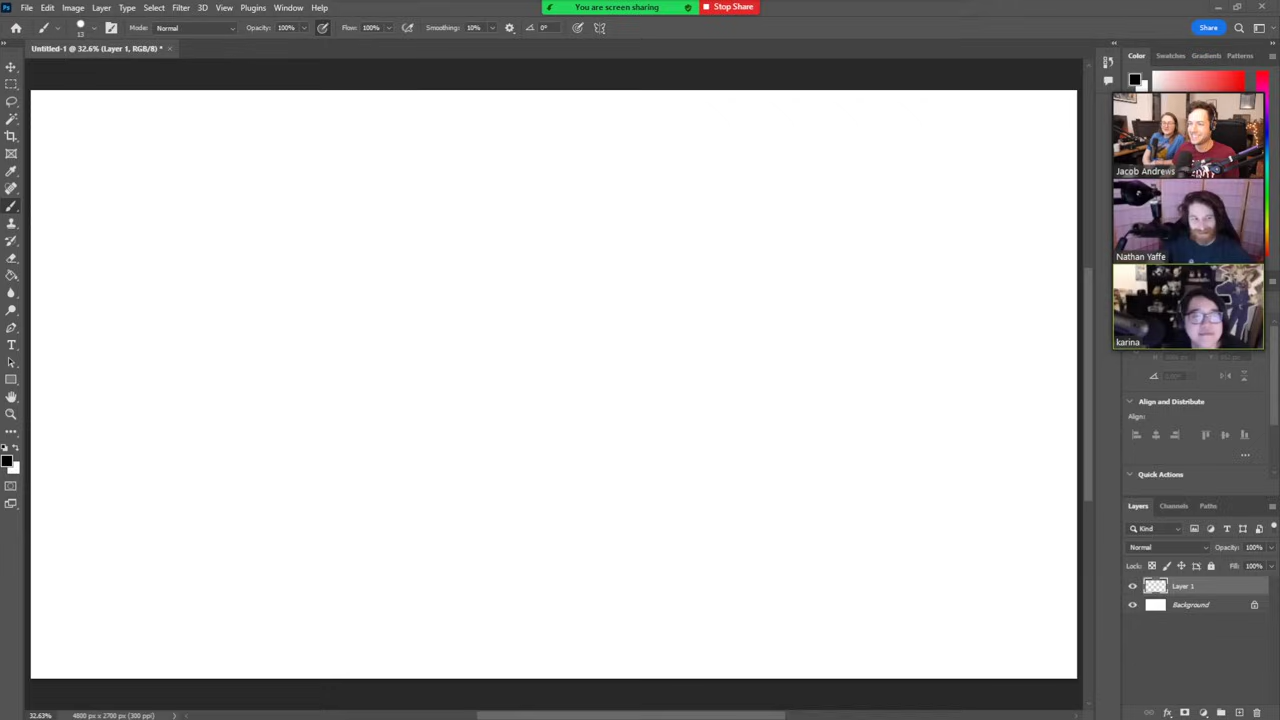 File Edit Image Layer Type Select Filter 3D View Plugins Window Help
You are screen sharing
Stop Share
13
Mode: Normal
Opacity: 100%
Flow: 100%
Smoothing: 10%
0°
Share
Untitled-1 @ 32.6% (Layer 1, RGB/8) *
Color Swatches Gradients Patterns
Jacob Andrews
Nathan Yaffe
karina
Align and Distribute
Align:
Quick Actions
Layers Channels Paths
Kind
Normal
Opacity: 100%
Lock:
Fill: 100%
Layer 1
Background
32.63%
4800 px x 2700 px (300 ppi)